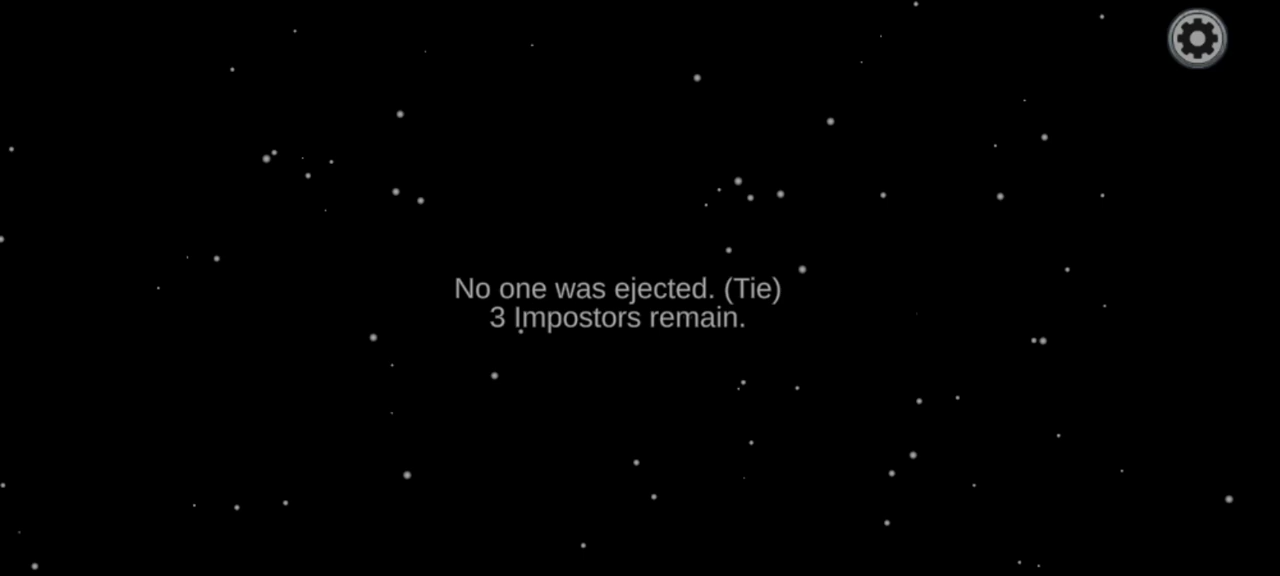 No one was ejected. (Tie)
3 Impostors remain.